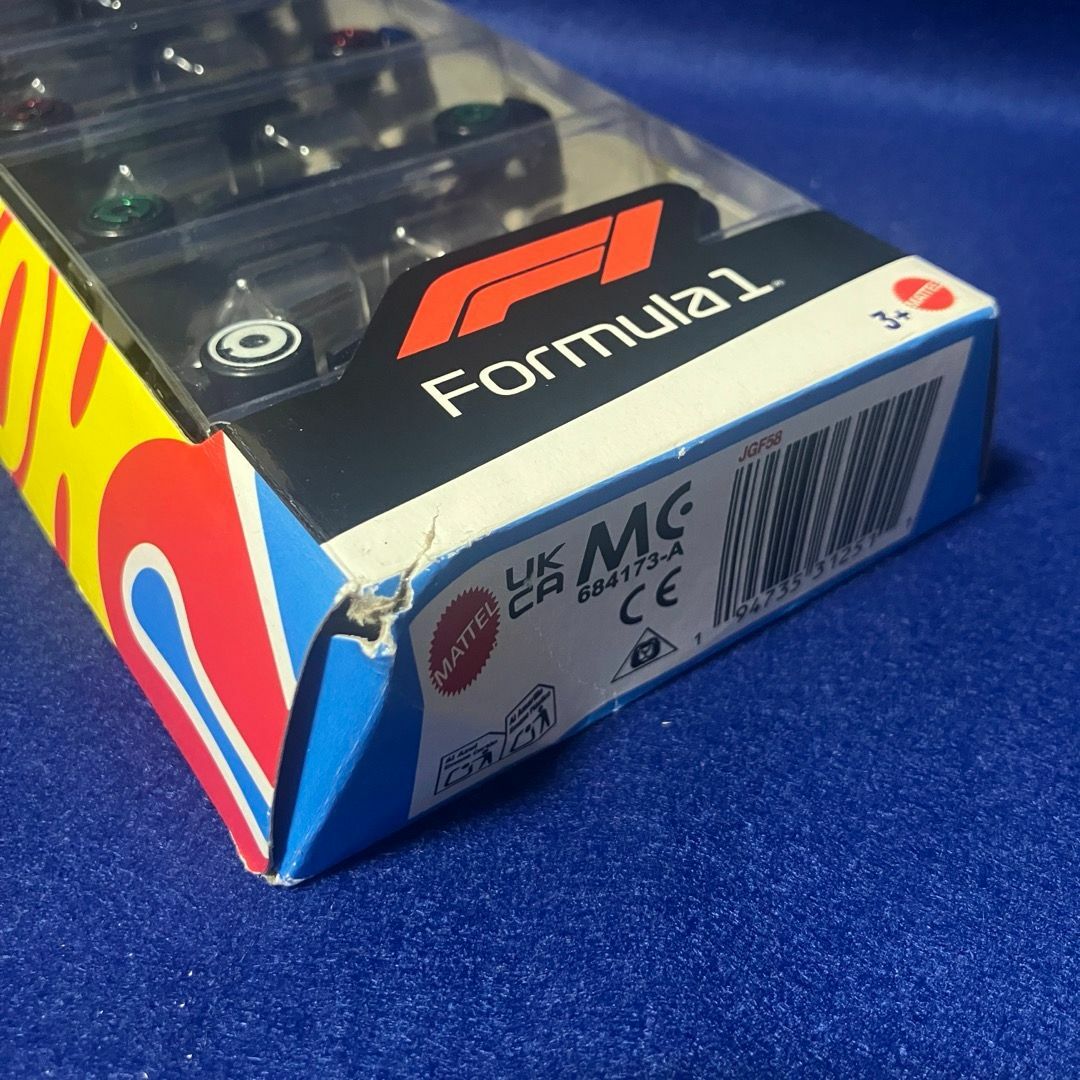 F1
Formula 1
3+
MATTEL
JGF58
UK
CA
MC
684173-A
CE
MATTEL
1 94735 31251 1